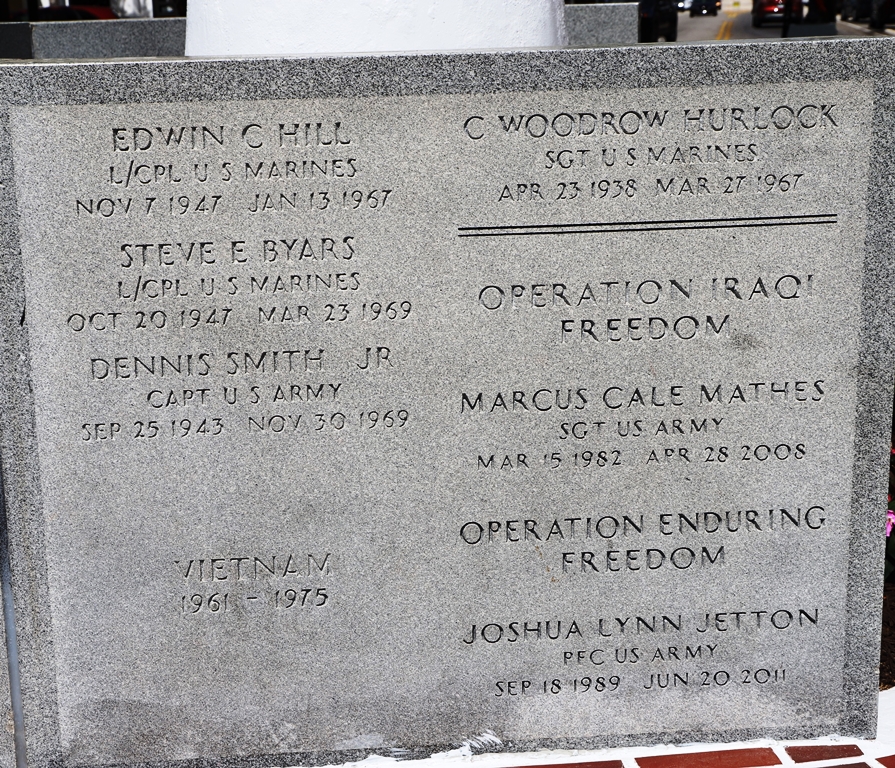 EDWIN C HILL
L/CPL U S MARINES
NOV 7 1947 JAN 13 1967
STEVE E BYARS
L/CPL U S MARINES
OCT 20 1947 MAR 23 1969
DENNIS SMITH JR
CAPT U S ARMY
SEP 25 1943 NOV 30 1969
VIETNAM
1961 - 1975
C WOODROW HURLOCK
SGT U S MARINES
APR 23 1938 MAR 27 1967
OPERATION IRAQI
FREEDOM
MARCUS CALE MATHES
SGT US ARMY
MAR 15 1982 APR 28 2008
OPERATION ENDURING
FREEDOM
JOSHUA LYNN JETTON
PFC US ARMY
SEP 18 1989 JUN 20 2011